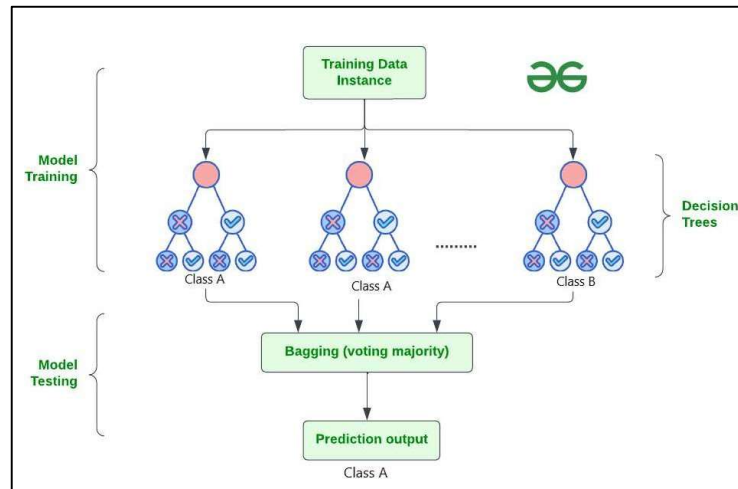 Training Data
Instance
Model
Training
Decision
Trees
.........
Class A
Class A
Class B
Model
Testing
Bagging (voting majority)
Prediction output
Class A